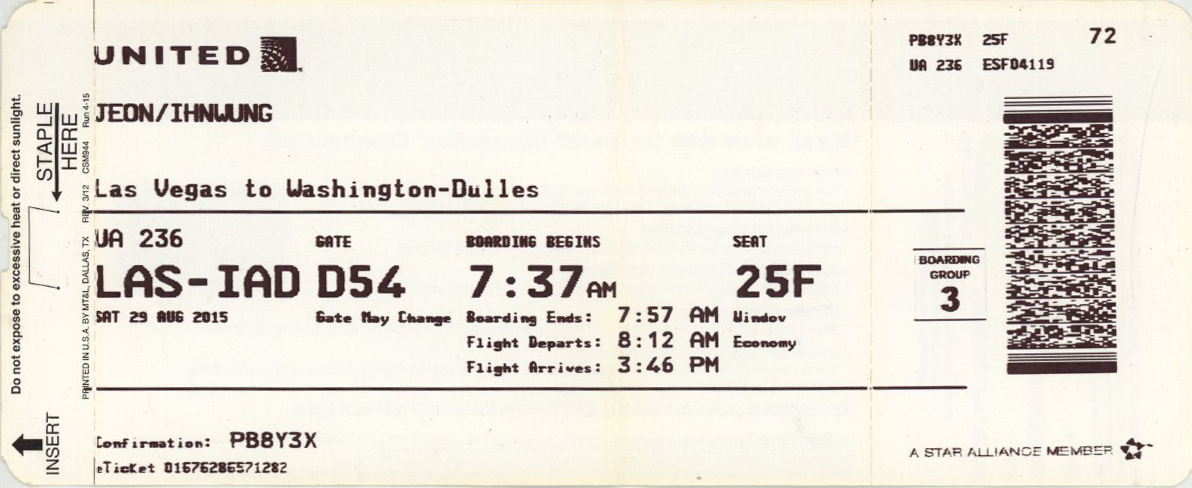 Do not expose to excessive heat or direct sunlight.
STAPLE HERE
INSERT
PRINTED IN U.S.A. BY MT&L, DALLAS, TX REV 3/12 CSM944 Run 4-15
UNITED
PB8Y3X 25F 72
UA 236 ESF04119
JEON/IHNWUNG
Las Vegas to Washington-Dulles
UA 236 GATE BOARDING BEGINS SEAT
LAS-IAD D54 7:37AM 25F
SAT 29 AUG 2015 Gate May Change Boarding Ends: 7:57 AM Window
Flight Departs: 8:12 AM Economy
Flight Arrives: 3:46 PM
BOARDING
GROUP
3
Confirmation: PB8Y3X
eTicket 01676286571282
A STAR ALLIANCE MEMBER